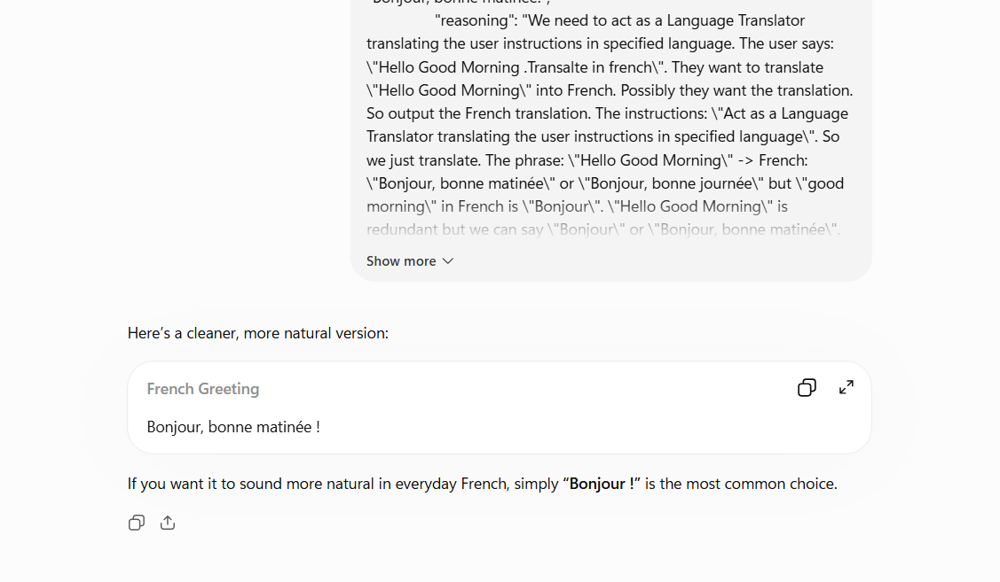 "Bonjour, bonne matinée!",
"reasoning": "We need to act as a Language Translator
translating the user instructions in specified language. The user says:
\"Hello Good Morning .Transalte in french\". They want to translate
\"Hello Good Morning\" into French. Possibly they want the translation.
So output the French translation. The instructions: \"Act as a Language
Translator translating the user instructions in specified language\". So
we just translate. The phrase: \"Hello Good Morning\" -> French:
\"Bonjour, bonne matinée\" or \"Bonjour, bonne journée\" but \"good
morning\" in French is \"Bonjour\". \"Hello Good Morning\" is
redundant but we can say \"Bonjour\" or \"Bonjour, bonne matinée\".
Show more
Here’s a cleaner, more natural version:
French Greeting
Bonjour, bonne matinée !
If you want it to sound more natural in everyday French, simply “Bonjour !” is the most common choice.